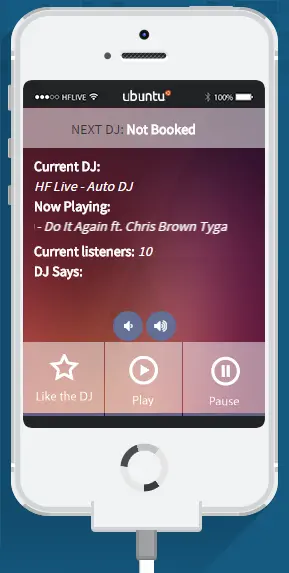 HFLIVE ubuntu 100%
NEXT DJ: Not Booked
Current DJ:
HF Live - Auto DJ
Now Playing:
- Do It Again ft. Chris Brown Tyga
Current listeners: 10
DJ Says:
Like the DJ Play Pause